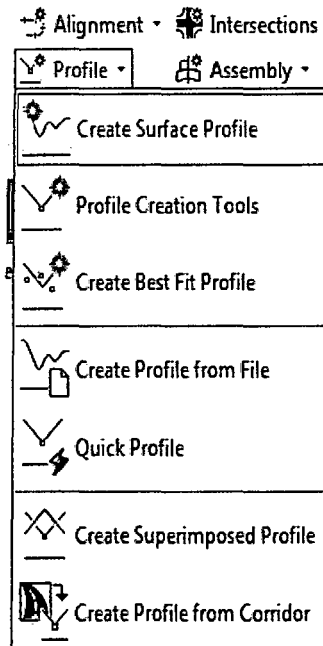 Alignment Intersections
Profile Assembly
Create Surface Profile
Profile Creation Tools
Create Best Fit Profile
Create Profile from File
Quick Profile
Create Superimposed Profile
Create Profile from Corridor